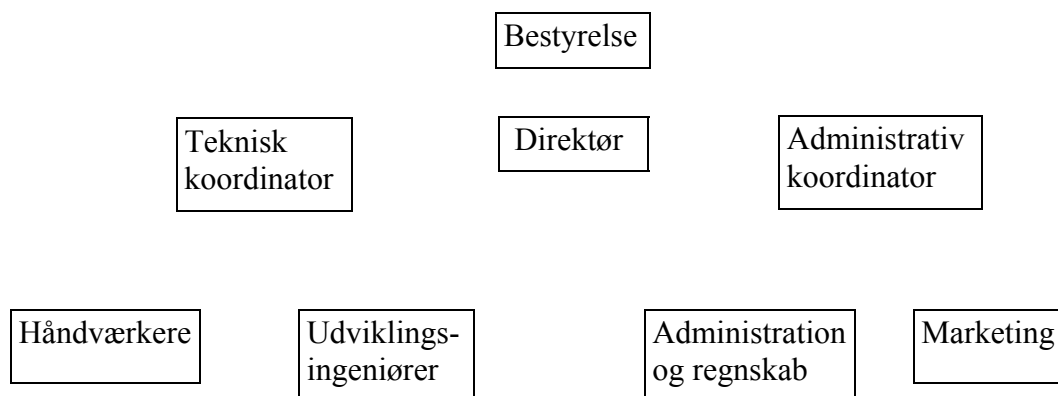 Bestyrelse
Teknisk
koordinator
Direktør
Administrativ
koordinator
Håndværkere
Udviklings-
ingeniører
Administration
og regnskab
Marketing